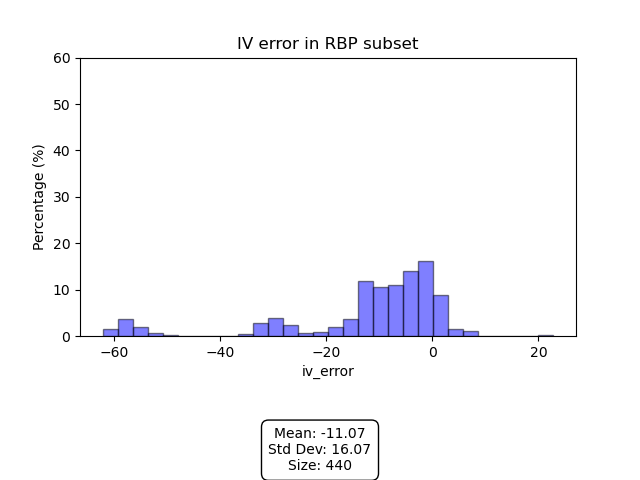 IV error in RBP subset
60
50
40
30
20
10
0
Percentage (%)
−60
−40
−20
0
20
iv_error
Mean: -11.07
Std Dev: 16.07
Size: 440